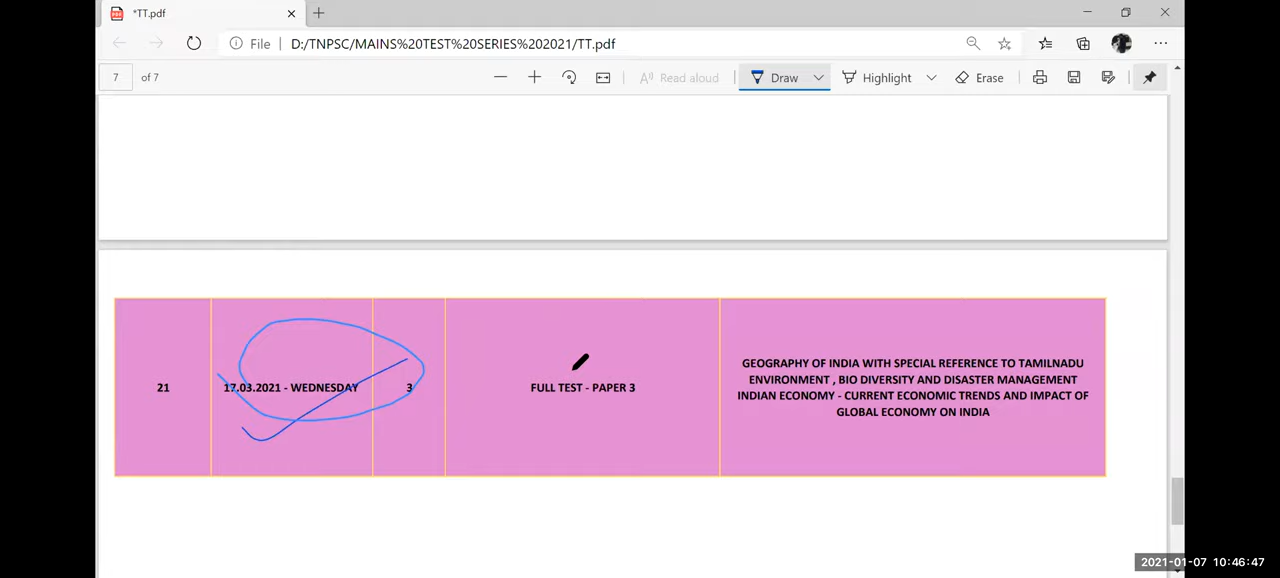 *TT.pdf
File | D:/TNPSC/MAINS%20TEST%20SERIES%202021/TT.pdf
7 of 7 Read aloud Draw Highlight Erase
21
17.03.2021 - WEDNESDAY
3
FULL TEST - PAPER 3
GEOGRAPHY OF INDIA WITH SPECIAL REFERENCE TO TAMILNADU
ENVIRONMENT , BIO DIVERSITY AND DISASTER MANAGEMENT
INDIAN ECONOMY - CURRENT ECONOMIC TRENDS AND IMPACT OF
GLOBAL ECONOMY ON INDIA
2021-01-07 10:46:47